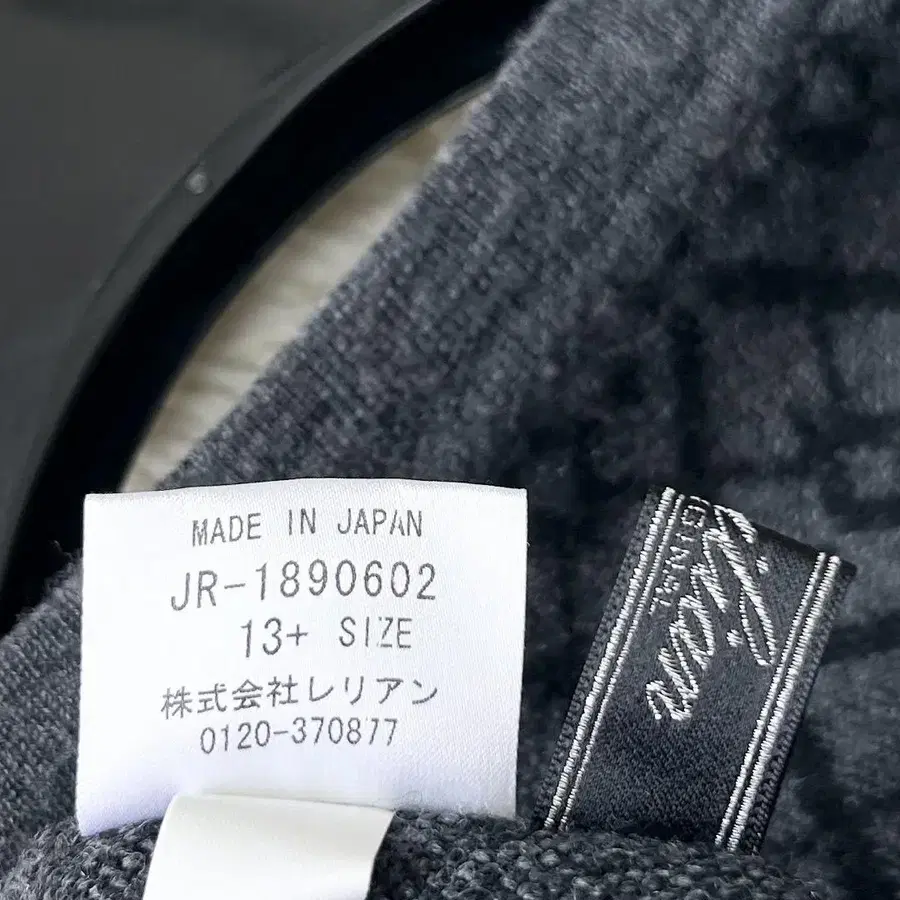 MADE IN JAPAN
JR-1890602
13+ SIZE
株式会社レリアン
0120-370877